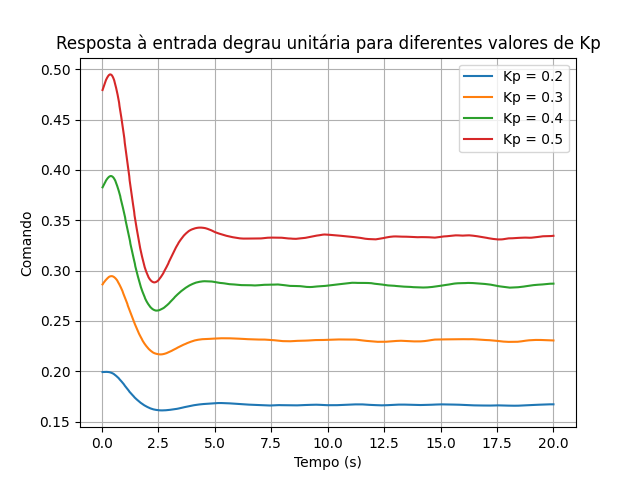 Resposta à entrada degrau unitária para diferentes valores de Kp
Kp = 0.2
Kp = 0.3
Kp = 0.4
Kp = 0.5
0.50
0.45
0.40
0.35
0.30
0.25
0.20
0.15
Comando
0.0 2.5 5.0 7.5 10.0 12.5 15.0 17.5 20.0
Tempo (s)